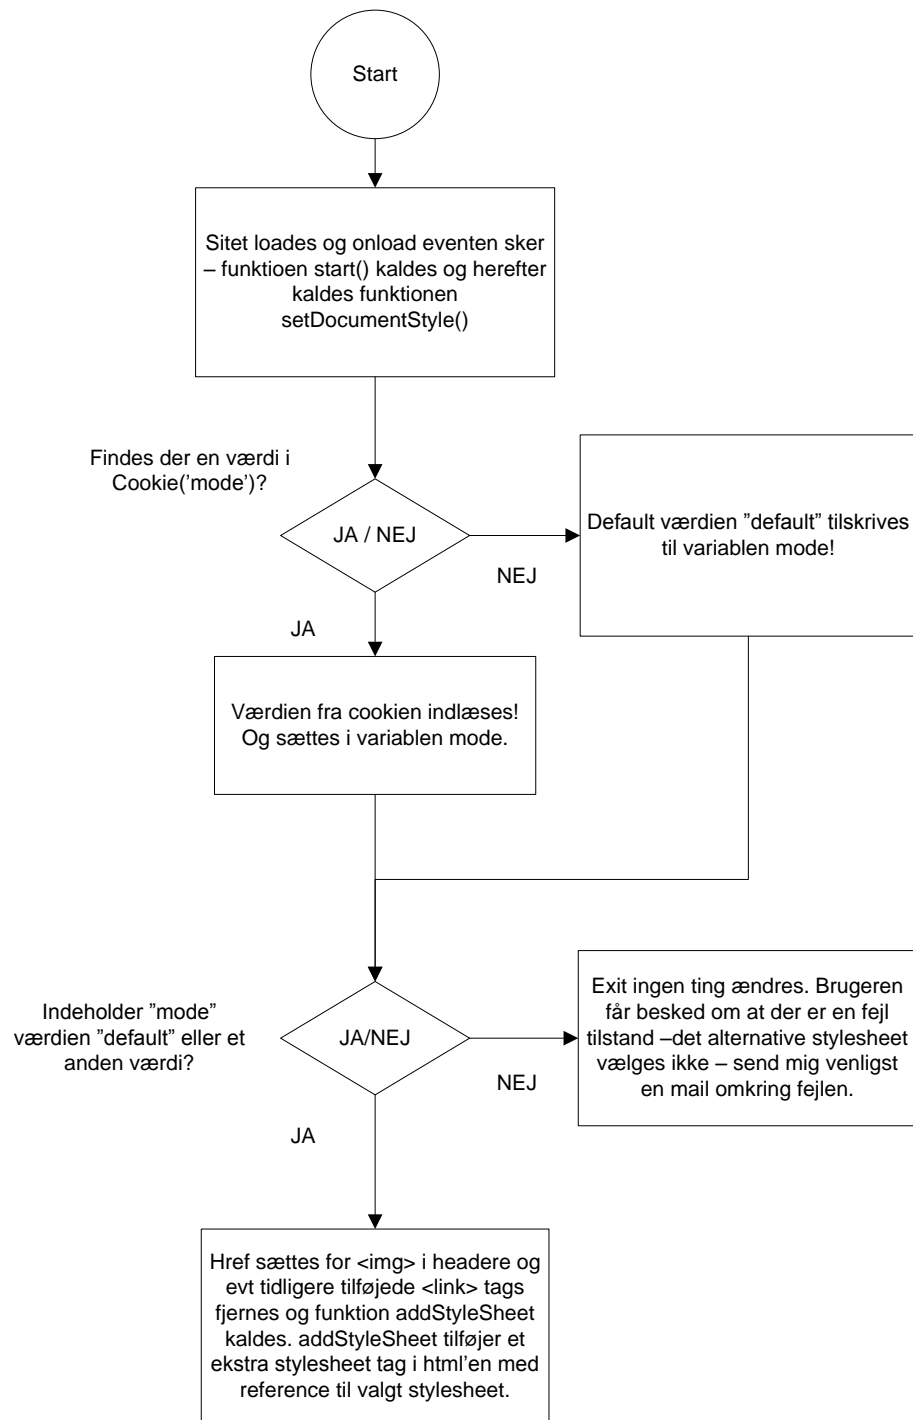 Start
Sitet loades og onload eventen sker
– funktioen start() kaldes og herefter
kaldes funktionen
setDocumentStyle()
Findes der en værdi i
Cookie(’mode’)?
JA / NEJ
NEJ
Default værdien ”default” tilskrives
til variablen mode!
JA
Værdien fra cookien indlæses!
Og sættes i variablen mode.
Indeholder ”mode”
værdien ”default” eller et
anden værdi?
JA/NEJ
NEJ
Exit ingen ting ændres. Brugeren
får besked om at der er en fejl
tilstand –det alternative stylesheet
vælges ikke – send mig venligst
en mail omkring fejlen.
JA
Href sættes for <img> i headere og
evt tidligere tilføjede <link> tags
fjernes og funktion addStyleSheet
kaldes. addStyleSheet tilføjer et
ekstra stylesheet tag i html’en med
reference til valgt stylesheet.